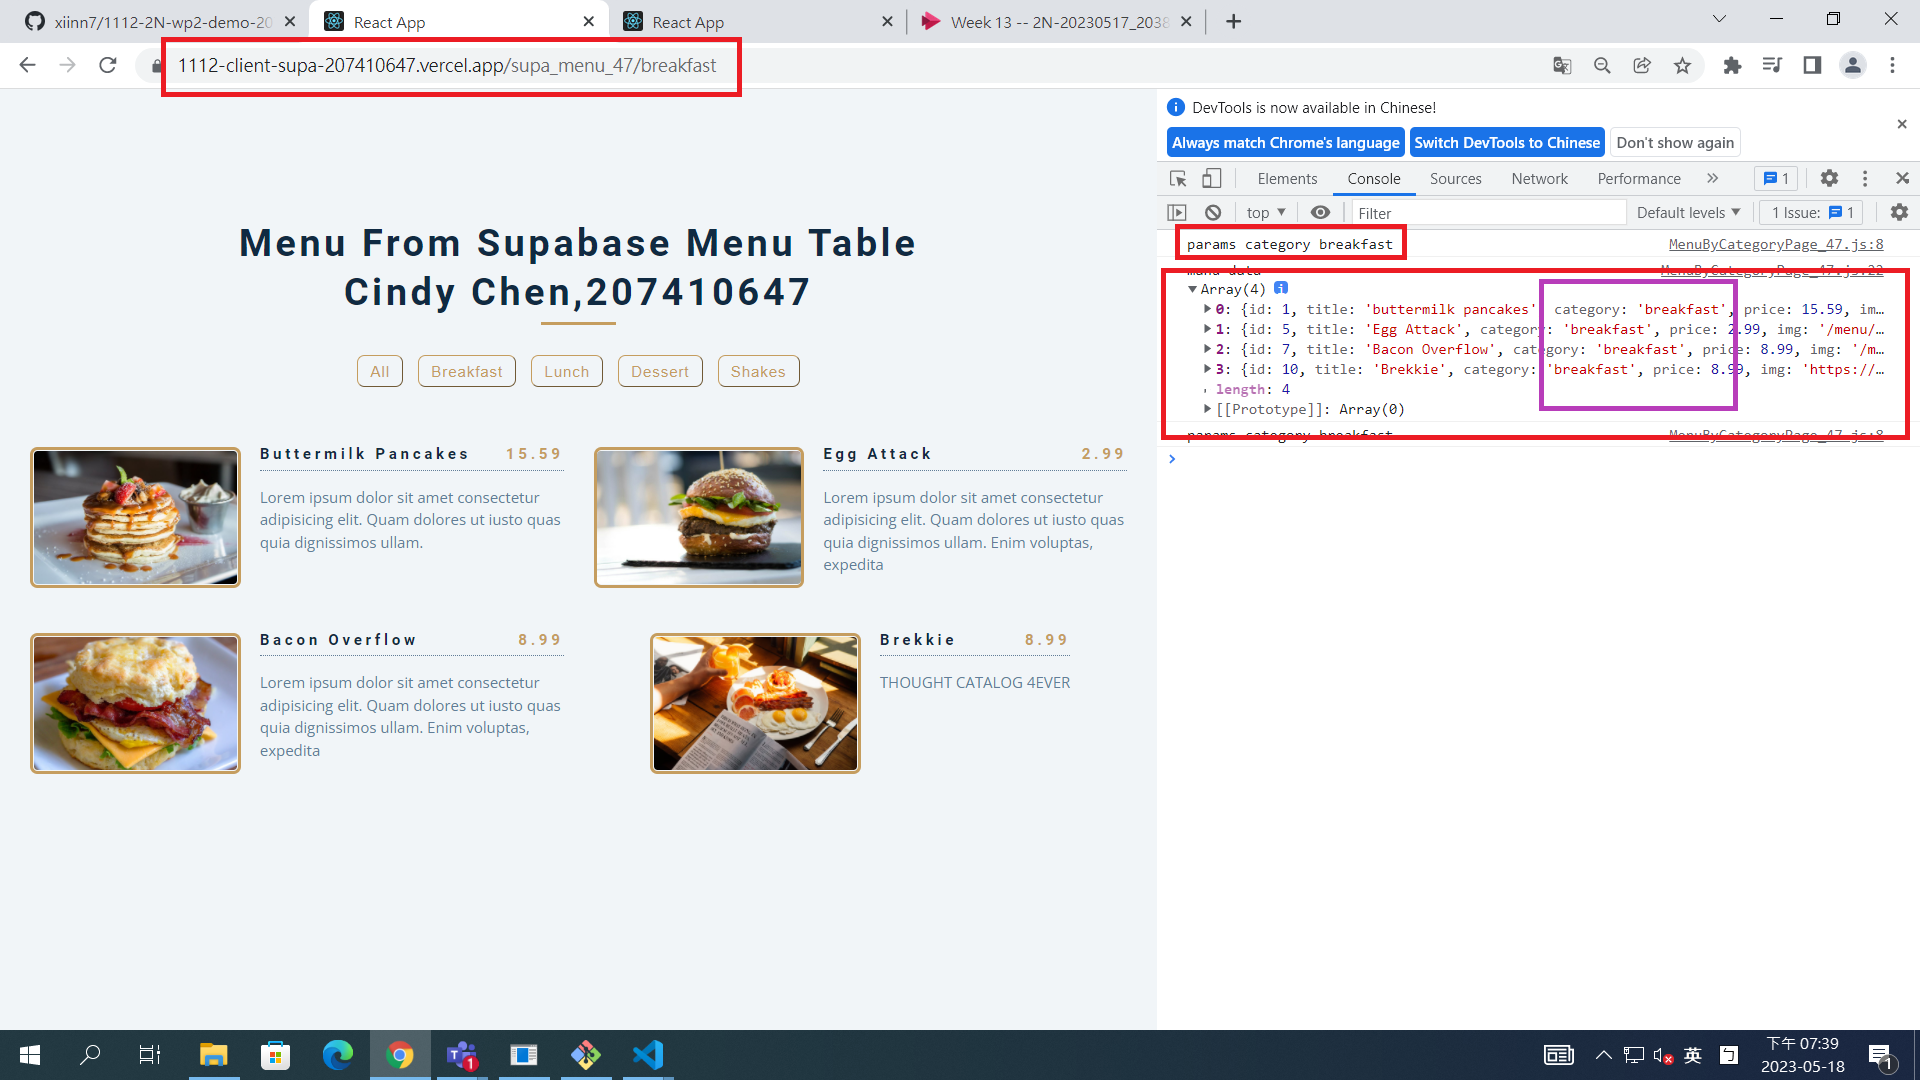 xiinn7/1112-2N-wp2-demo-20
React App
React App
Week 13 -- 2N-20230517_2038
1112-client-supa-207410647.vercel.app/supa_menu_47/breakfast
Menu From Supabase Menu Table
Cindy Chen,207410647
All
Breakfast
Lunch
Dessert
Shakes
Buttermilk Pancakes 15.59
Lorem ipsum dolor sit amet consectetur
adipisicing elit. Quam dolores ut iusto quas
quia dignissimos ullam.
Egg Attack 2.99
Lorem ipsum dolor sit amet consectetur
adipisicing elit. Quam dolores ut iusto quas
quia dignissimos ullam. Enim voluptas,
expedita
Bacon Overflow 8.99
Lorem ipsum dolor sit amet consectetur
adipisicing elit. Quam dolores ut iusto quas
quia dignissimos ullam. Enim voluptas,
expedita
Brekkie 8.99
THOUGHT CATALOG 4EVER
DevTools is now available in Chinese!
Always match Chrome's language
Switch DevTools to Chinese
Don't show again
Elements
Console
Sources
Network
Performance
1
top
Filter
Default levels
1 Issue: 1
params category breakfast MenuByCategoryPage_47.js:8
menu data MenuByCategoryPage_47.js:22
Array(4)
0: {id: 1, title: 'buttermilk pancakes', category: 'breakfast', price: 15.59, im…
1: {id: 5, title: 'Egg Attack', category: 'breakfast', price: 2.99, img: '/menu/…
2: {id: 7, title: 'Bacon Overflow', category: 'breakfast', price: 8.99, img: '/m…
3: {id: 10, title: 'Brekkie', category: 'breakfast', price: 8.99, img: 'https://…
length: 4
[[Prototype]]: Array(0)
params category breakfast MenuByCategoryPage_47.js:8
1
英
ㄅ
下午 07:39
2023-05-18
1